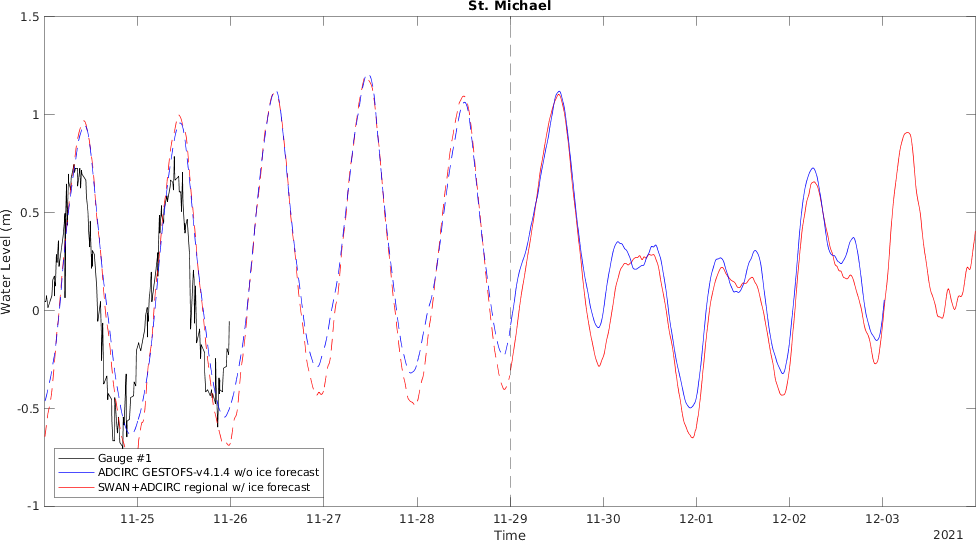 St. Michael
1.5
1
0.5
0
-0.5
-1
Water Level (m)
Gauge #1
ADCIRC GESTOFS-v4.1.4 w/o ice forecast
SWAN+ADCIRC regional w/ ice forecast
11-25 11-26 11-27 11-28 11-29 11-30 12-01 12-02 12-03
Time
2021